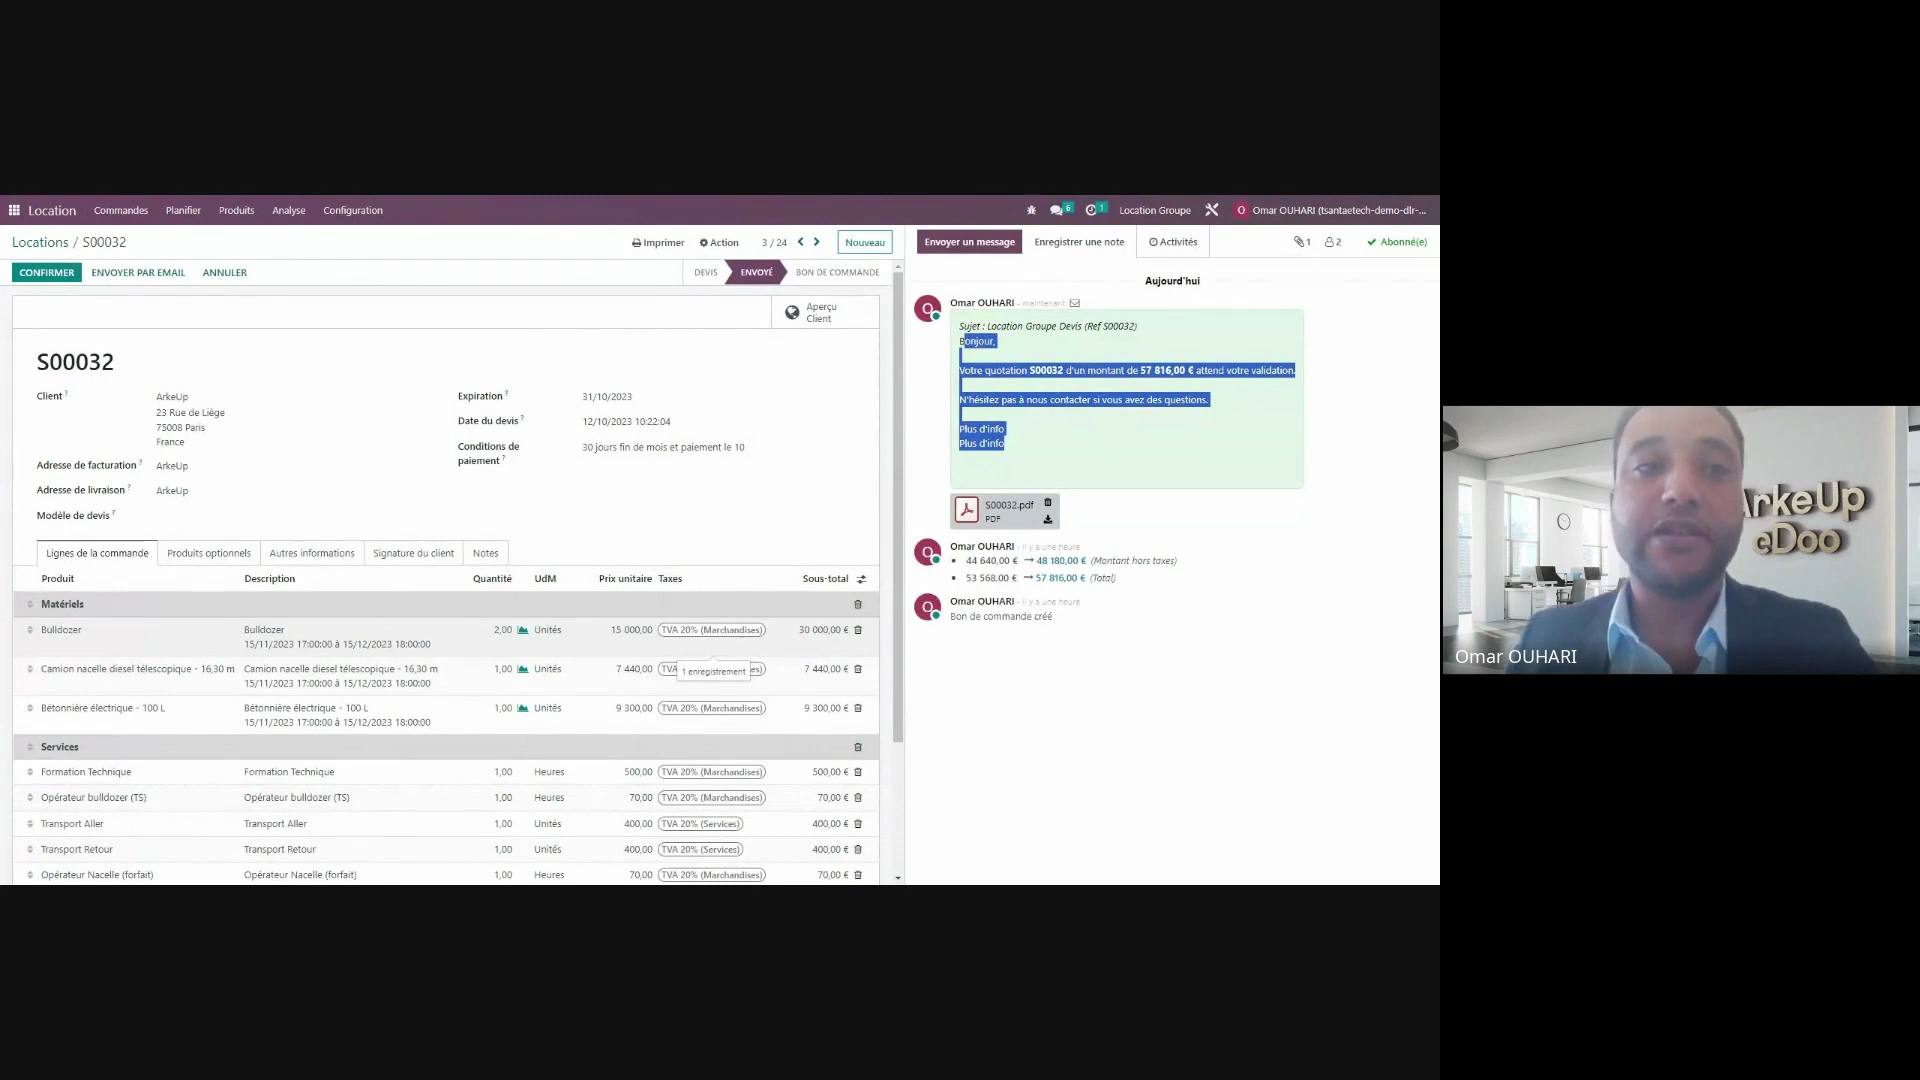 Location Commandes Planifier Produits Analyse Configuration 6 1 Location Groupe O Omar OUHARI (tsantaetech-demo-dlr-...
Locations / S00032 Imprimer Action 3 / 24 Nouveau
CONFIRMER ENVOYER PAR EMAIL ANNULER DEVIS ENVOYÉ BON DE COMMANDE
Aperçu
Client
S00032
Client ? ArkeUp
23 Rue de Liège
75008 Paris
France
Adresse de facturation ? ArkeUp
Adresse de livraison ? ArkeUp
Modèle de devis ?
Expiration ? 31/10/2023
Date du devis ? 12/10/2023 10:22:04
Conditions de
paiement ? 30 jours fin de mois et paiement le 10
Lignes de la commande Produits optionnels Autres informations Signature du client Notes
Produit Description Quantité UdM Prix unitaire Taxes Sous-total
Matériels
Bulldozer Bulldozer 2,00 Unités 15 000,00 TVA 20% (Marchandises) 30 000,00 €
15/11/2023 17:00:00 à 15/12/2023 18:00:00
Camion nacelle diesel télescopique - 16,30 m Camion nacelle diesel télescopique - 16,30 m 1,00 Unités 7 440,00 TVA es) 7 440,00 €
1 enregistrement
15/11/2023 17:00:00 à 15/12/2023 18:00:00
Bétonnière électrique - 100 L Bétonnière électrique - 100 L 1,00 Unités 9 300,00 TVA 20% (Marchandises) 9 300,00 €
15/11/2023 17:00:00 à 15/12/2023 18:00:00
Services
Formation Technique Formation Technique 1,00 Heures 500,00 TVA 20% (Marchandises) 500,00 €
Opérateur bulldozer (TS) Opérateur bulldozer (TS) 1,00 Heures 70,00 TVA 20% (Marchandises) 70,00 €
Transport Aller Transport Aller 1,00 Unités 400,00 TVA 20% (Services) 400,00 €
Transport Retour Transport Retour 1,00 Unités 400,00 TVA 20% (Services) 400,00 €
Opérateur Nacelle (forfait) Opérateur Nacelle (forfait) 1,00 Heures 70,00 TVA 20% (Marchandises) 70,00 €
Envoyer un message Enregistrer une note Activités 1 2 Abonné(e)
Aujourd'hui
O Omar OUHARI - maintenant
Sujet : Location Groupe Devis (Ref S00032)
Bonjour,
Votre quotation S00032 d'un montant de 57 816,00 € attend votre validation.
N'hésitez pas à nous contacter si vous avez des questions.
Plus d'info
Plus d'info
S00032.pdf
PDF
O Omar OUHARI - il y a une heure
• 44 640,00 € → 48 180,00 € (Montant hors taxes)
• 53 568,00 € → 57 816,00 € (Total)
O Omar OUHARI - il y a une heure
Bon de commande créé
ArkeUp
eDoo
Omar OUHARI